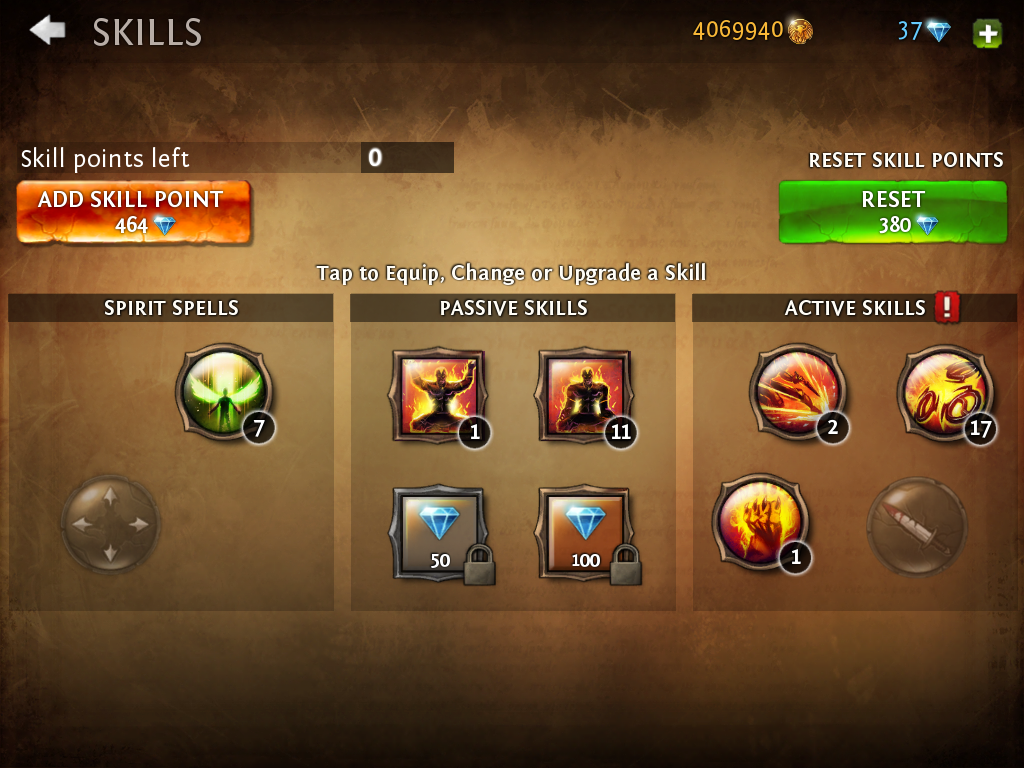 SKILLS
4069940
37
Skill points left 0
RESET SKILL POINTS
ADD SKILL POINT
464
RESET
380
Tap to Equip, Change or Upgrade a Skill
SPIRIT SPELLS
PASSIVE SKILLS
ACTIVE SKILLS !
7
1
11
2
17
50
100
1